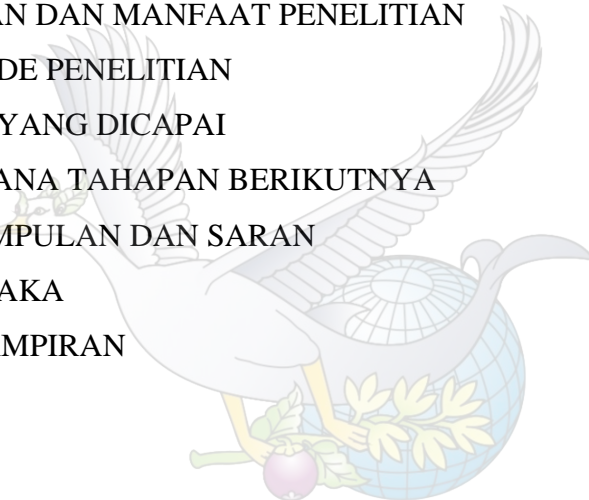 AN DAN MANFAAT PENELITIAN
DE PENELITIAN
YANG DICAPAI
ANA TAHAPAN BERIKUTNYA
MPULAN DAN SARAN
AKA
MPIRAN